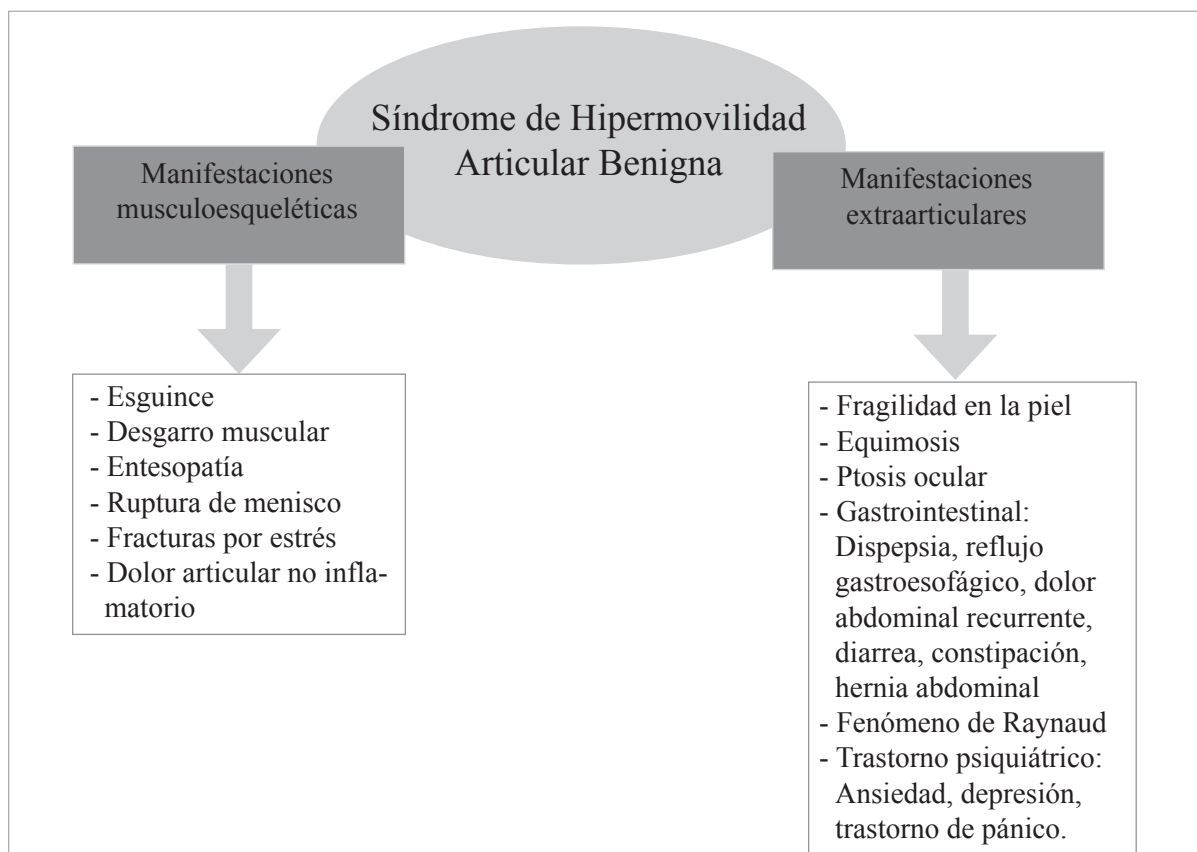 Síndrome de Hipermovilidad
Articular Benigna
Manifestaciones
musculoesqueléticas
Manifestaciones
extraarticulares
- Esguince
- Desgarro muscular
- Entesopatía
- Ruptura de menisco
- Fracturas por estrés
- Dolor articular no infla-
matorio
- Fragilidad en la piel
- Equimosis
- Ptosis ocular
- Gastrointestinal:
Dispepsia, reflujo
gastroesofágico, dolor
abdominal recurrente,
diarrea, constipación,
hernia abdominal
- Fenómeno de Raynaud
- Trastorno psiquiátrico:
Ansiedad, depresión,
trastorno de pánico.